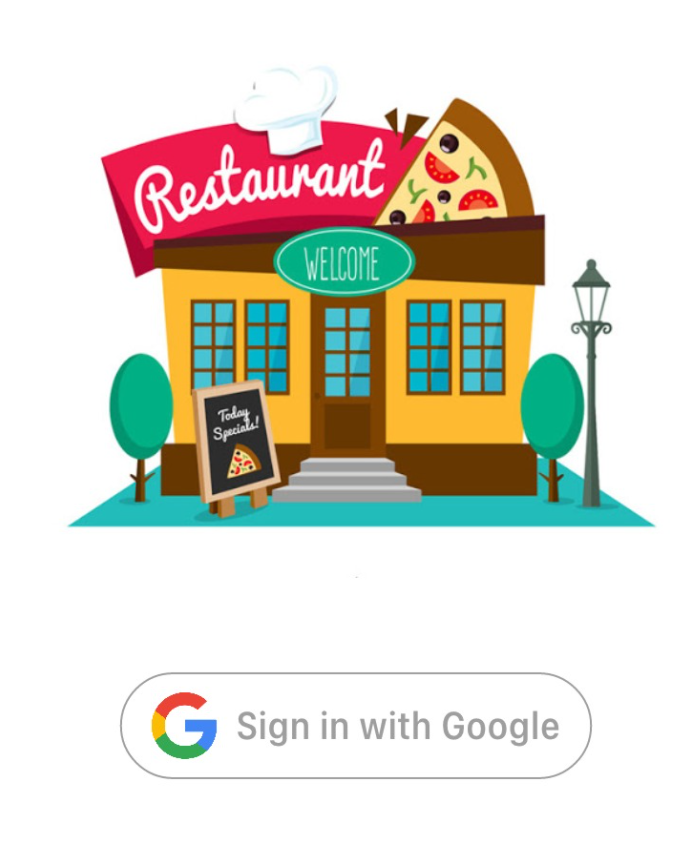 Restaurant
WELCOME
Today
Specials!
Sign in with Google